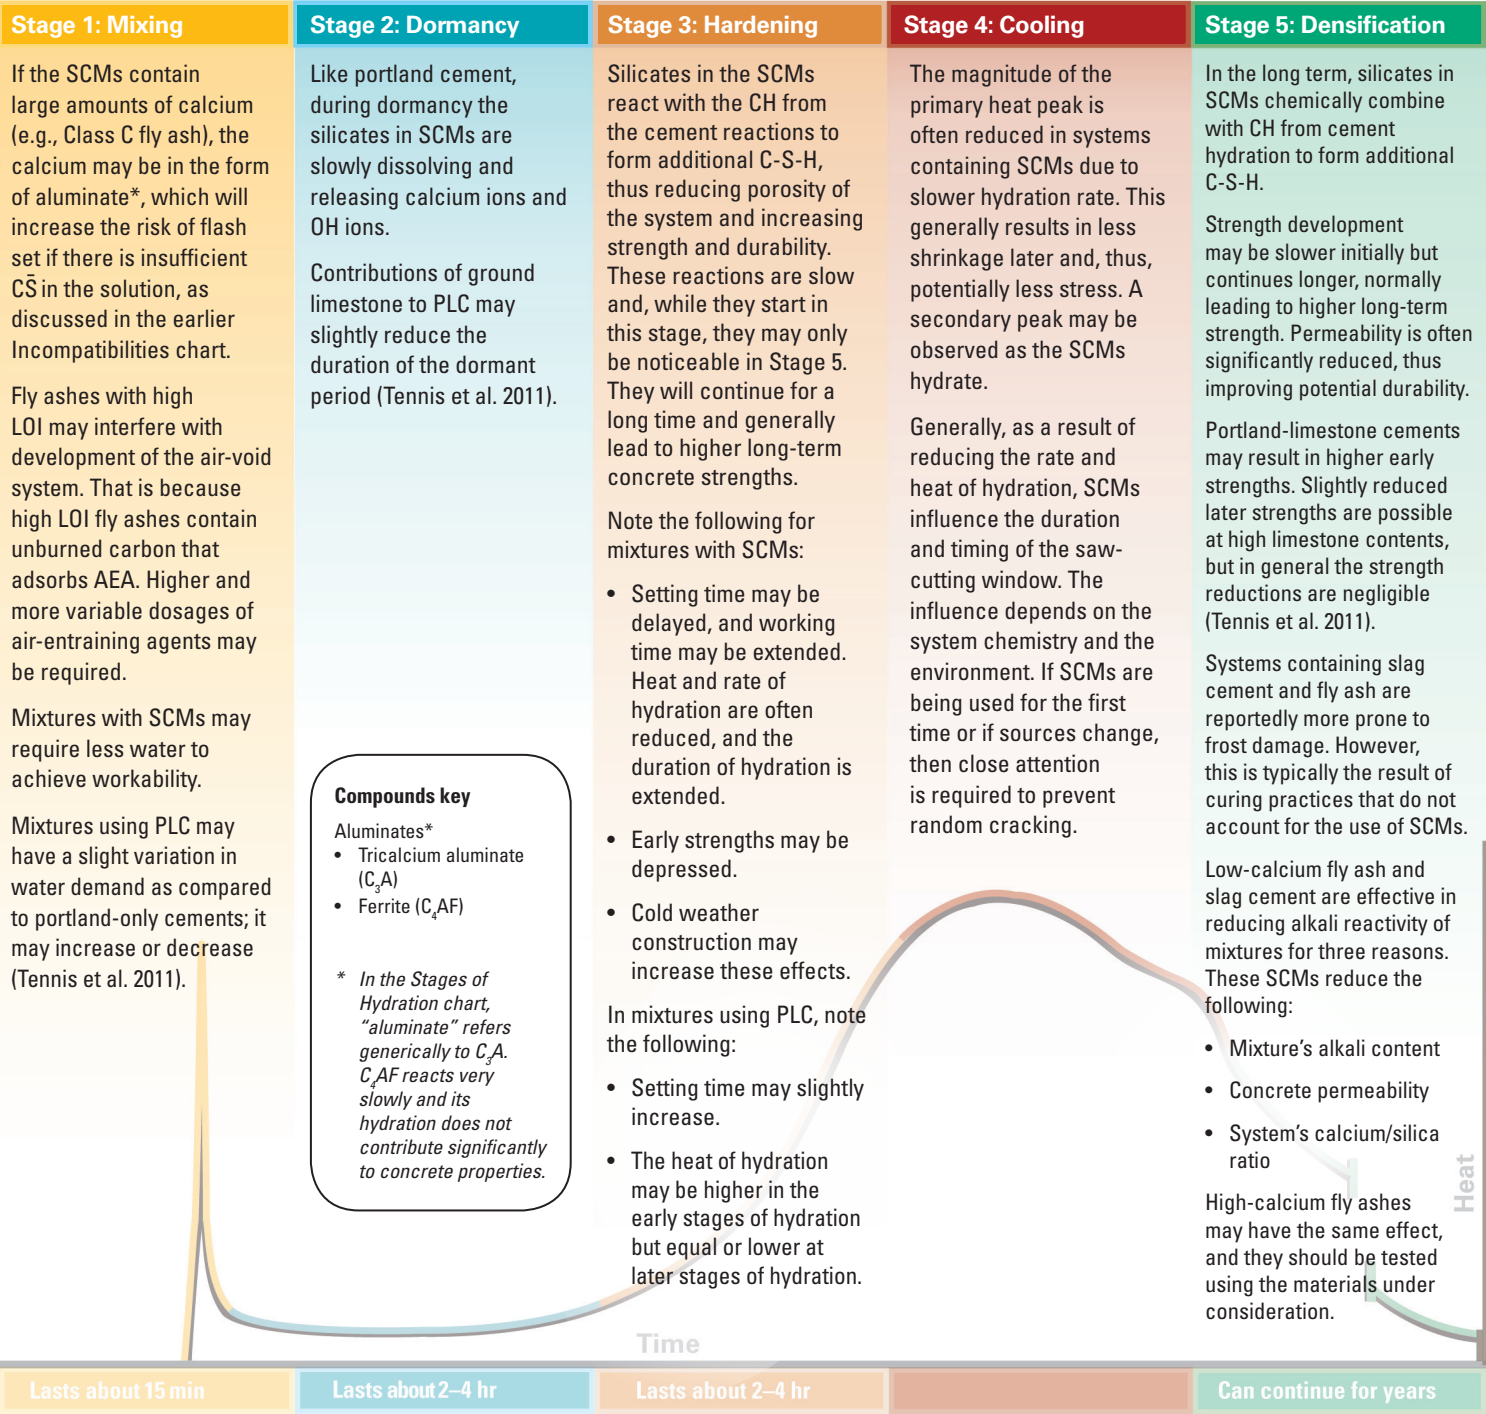 Stage 1: Mixing
If the SCMs contain
large amounts of calcium
(e.g., Class C fly ash), the
calcium may be in the form
of aluminate*, which will
increase the risk of flash
set if there is insufficient
CS̄ in the solution, as
discussed in the earlier
Incompatibilities chart.
Fly ashes with high
LOI may interfere with
development of the air-void
system. That is because
high LOI fly ashes contain
unburned carbon that
adsorbs AEA. Higher and
more variable dosages of
air-entraining agents may
be required.
Mixtures with SCMs may
require less water to
achieve workability.
Mixtures using PLC may
have a slight variation in
water demand as compared
to portland-only cements; it
may increase or decrease
(Tennis et al. 2011).
Lasts about 15 min
Stage 2: Dormancy
Like portland cement,
during dormancy the
silicates in SCMs are
slowly dissolving and
releasing calcium ions and
OH ions.
Contributions of ground
limestone to PLC may
slightly reduce the
duration of the dormant
period (Tennis et al. 2011).
Compounds key
Aluminates*
• Tricalcium aluminate
(C₃A)
• Ferrite (C₄AF)
* In the Stages of
Hydration chart,
“aluminate” refers
generically to C₃A.
C₄AF reacts very
slowly and its
hydration does not
contribute significantly
to concrete properties.
Lasts about 2–4 hr
Stage 3: Hardening
Silicates in the SCMs
react with the CH from
the cement reactions to
form additional C-S-H,
thus reducing porosity of
the system and increasing
strength and durability.
These reactions are slow
and, while they start in
this stage, they may only
be noticeable in Stage 5.
They will continue for a
long time and generally
lead to higher long-term
concrete strengths.
Note the following for
mixtures with SCMs:
• Setting time may be
delayed, and working
time may be extended.
Heat and rate of
hydration are often
reduced, and the
duration of hydration is
extended.
• Early strengths may be
depressed.
• Cold weather
construction may
increase these effects.
In mixtures using PLC, note
the following:
• Setting time may slightly
increase.
• The heat of hydration
may be higher in the
early stages of hydration
but equal or lower at
later stages of hydration.
Time
Lasts about 2–4 hr
Stage 4: Cooling
The magnitude of the
primary heat peak is
often reduced in systems
containing SCMs due to
slower hydration rate. This
generally results in less
shrinkage later and, thus,
potentially less stress. A
secondary peak may be
observed as the SCMs
hydrate.
Generally, as a result of
reducing the rate and
heat of hydration, SCMs
influence the duration
and timing of the saw-
cutting window. The
influence depends on the
system chemistry and the
environment. If SCMs are
being used for the first
time or if sources change,
then close attention
is required to prevent
random cracking.
Stage 5: Densification
In the long term, silicates in
SCMs chemically combine
with CH from cement
hydration to form additional
C-S-H.
Strength development
may be slower initially but
continues longer, normally
leading to higher long-term
strength. Permeability is often
significantly reduced, thus
improving potential durability.
Portland-limestone cements
may result in higher early
strengths. Slightly reduced
later strengths are possible
at high limestone contents,
but in general the strength
reductions are negligible
(Tennis et al. 2011).
Systems containing slag
cement and fly ash are
reportedly more prone to
frost damage. However,
this is typically the result of
curing practices that do not
account for the use of SCMs.
Low-calcium fly ash and
slag cement are effective in
reducing alkali reactivity of
mixtures for three reasons.
These SCMs reduce the
following:
• Mixture’s alkali content
• Concrete permeability
• System’s calcium/silica
ratio
High-calcium fly ashes
may have the same effect,
and they should be tested
using the materials under
consideration.
Heat
Can continue for years